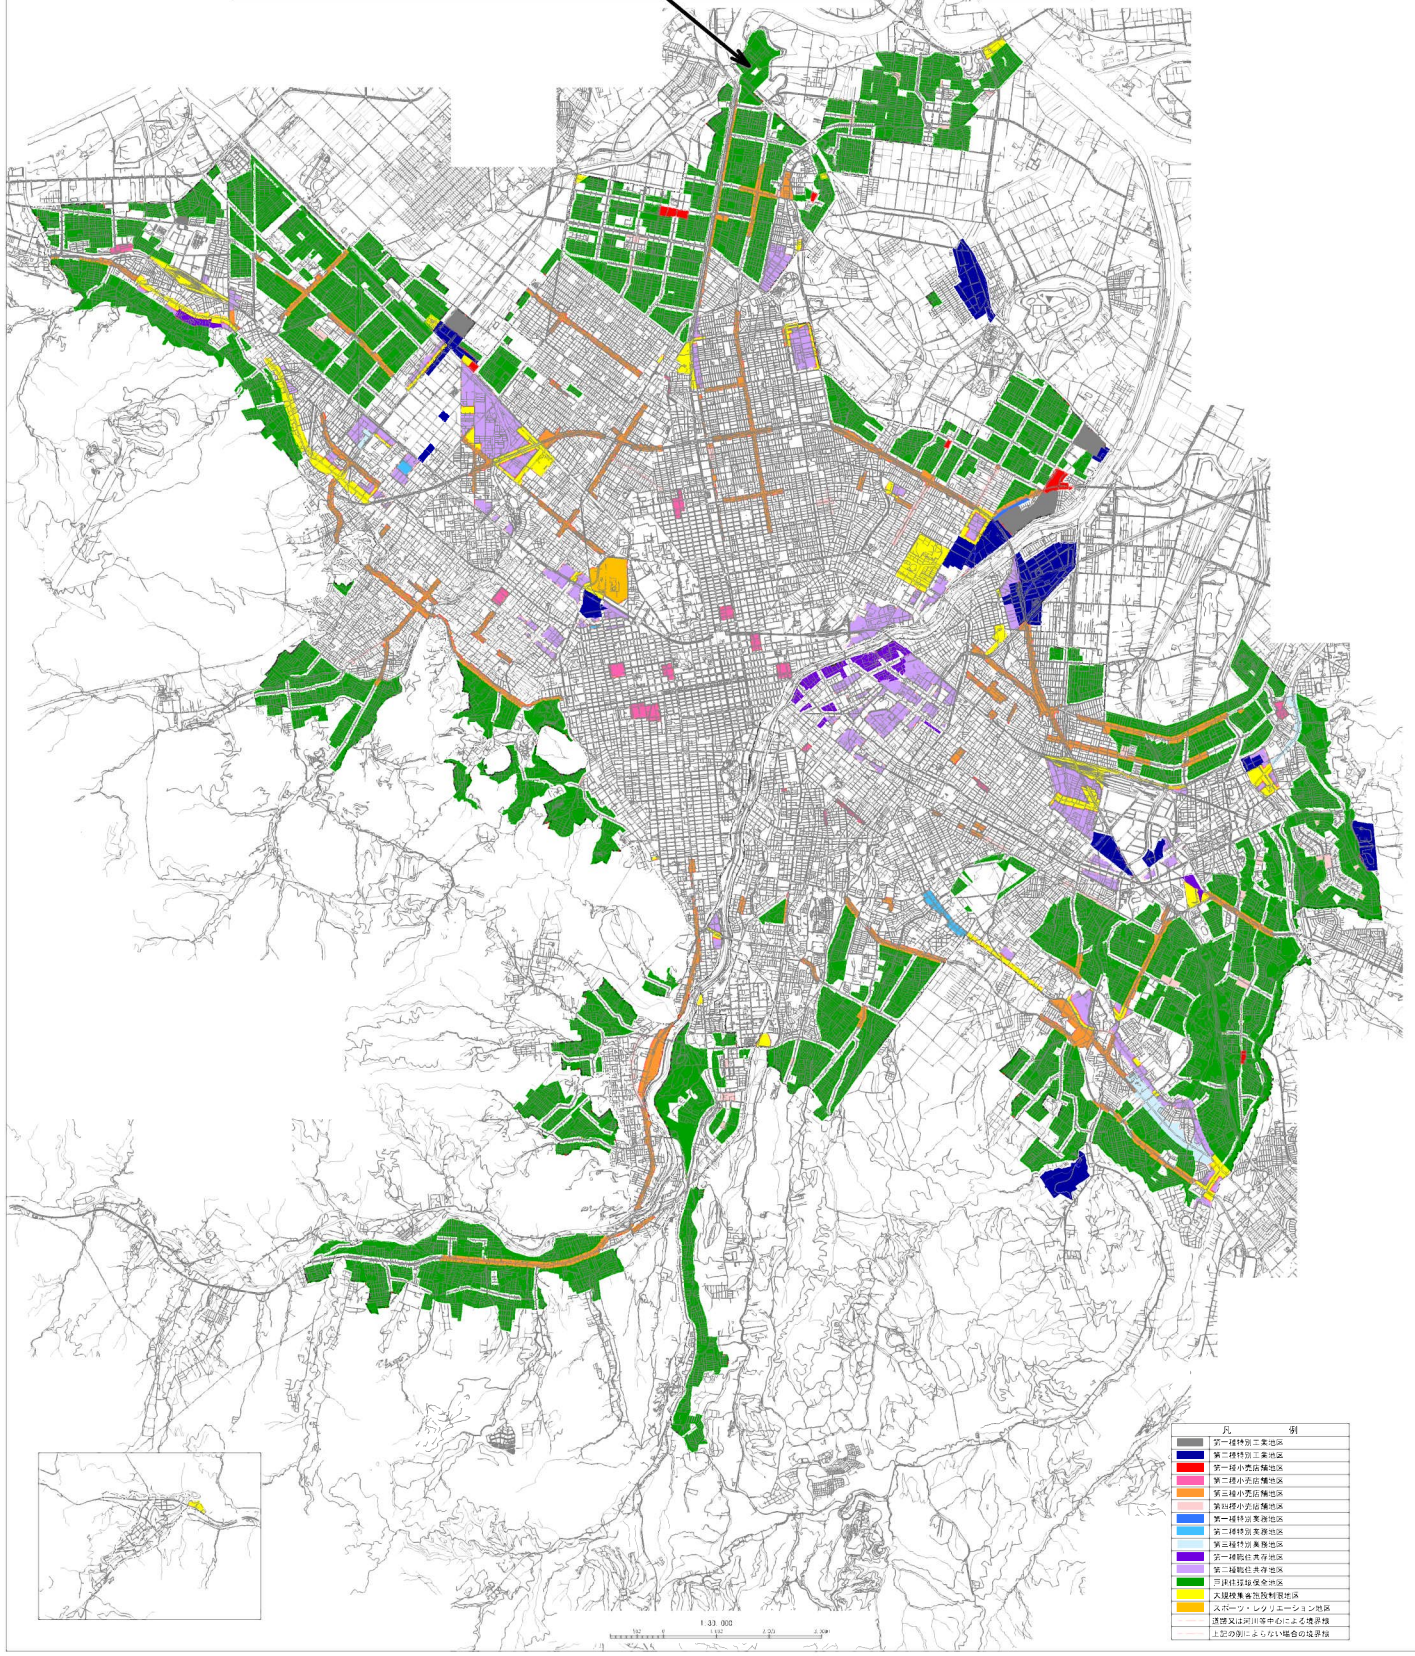 凡 例
第一種特別工業地区
第二種特別工業地区
第一種小売店舗地区
第二種小売店舗地区
第三種小売店舗地区
第四種小売店舗地区
第一種特別業務地区
第二種特別業務地区
第三種特別業務地区
第一種職住共存地区
第二種職住共存地区
戸建住環境保全地区
大規模集客施設制限地区
スポーツ・レクリエーション地区
道路又は河川等中心による境界線
上記の例によらない場合の境界線
1:30,000